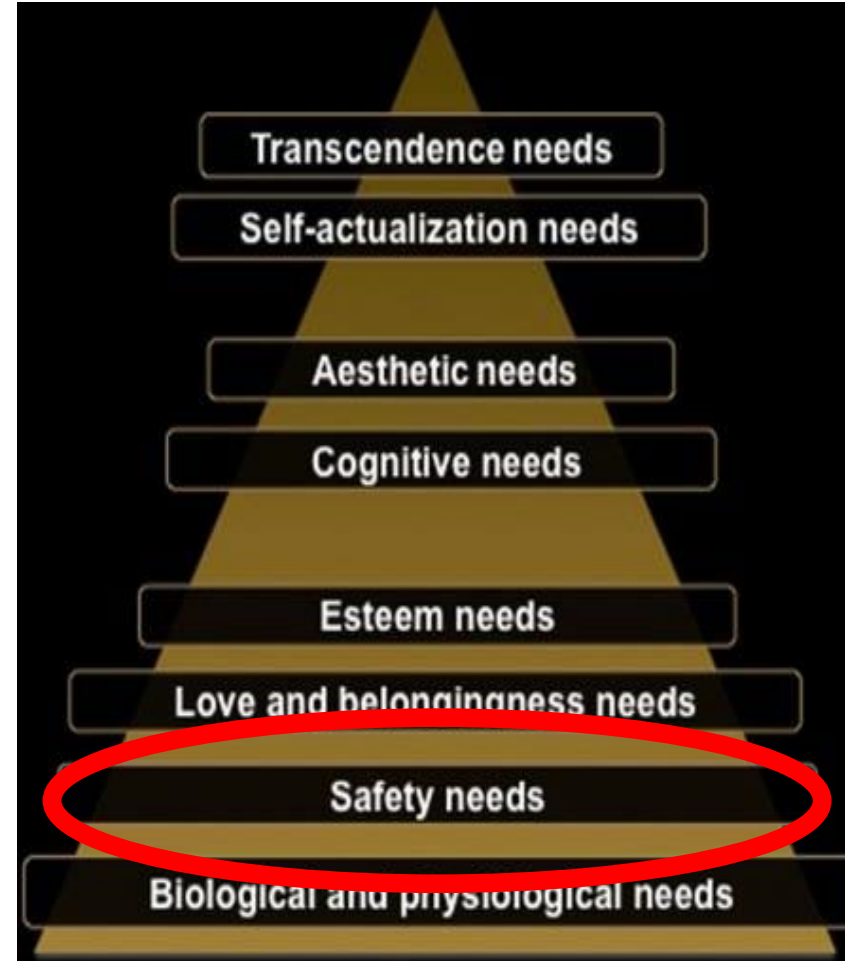 Transcendence needs
Self-actualization needs
Aesthetic needs
Cognitive needs
Esteem needs
Love and belongingness needs
Safety needs
Biological and physiological needs